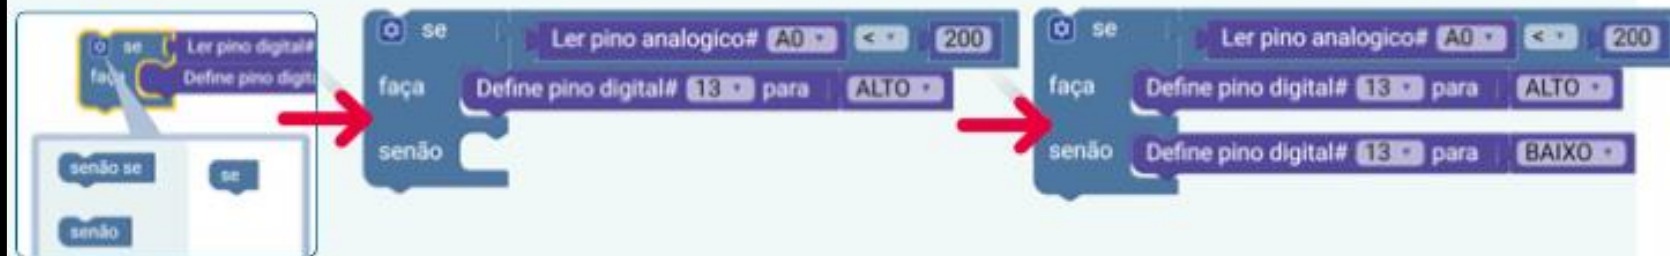 se Ler pino digital#
faça Define pino digit
senão se
se
senão
se Ler pino analogico# A0 < 200
faça Define pino digital# 13 para ALTO
senão
se Ler pino analogico# A0 < 200
faça Define pino digital# 13 para ALTO
senão Define pino digital# 13 para BAIXO